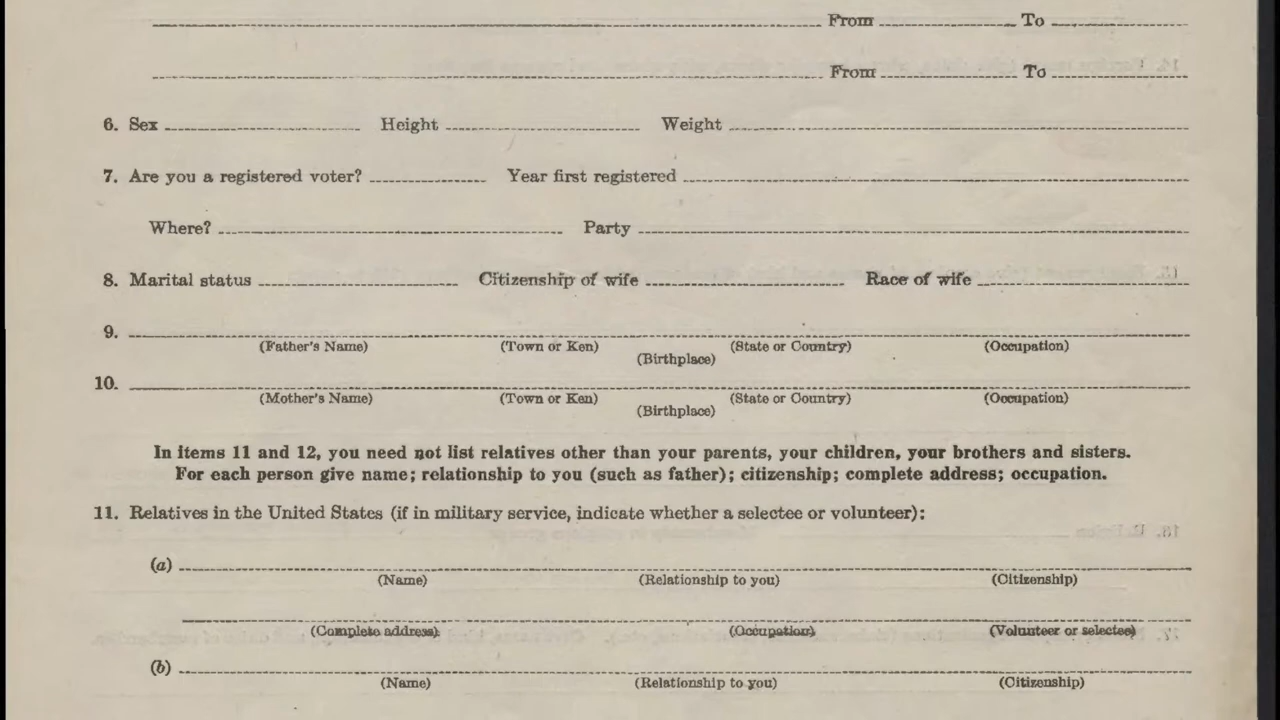 From To
From To
6. Sex Height Weight
7. Are you a registered voter? Year first registered
Where? Party
8. Marital status Citizenship of wife Race of wife
9.
(Father's Name) (Town or Ken) (State or Country) (Occupation)
(Birthplace)
10.
(Mother's Name) (Town or Ken) (State or Country) (Occupation)
(Birthplace)
In items 11 and 12, you need not list relatives other than your parents, your children, your brothers and sisters.
For each person give name; relationship to you (such as father); citizenship; complete address; occupation.
11. Relatives in the United States (if in military service, indicate whether a selectee or volunteer):
(a)
(Name) (Relationship to you) (Citizenship)
(Complete address) (Occupation) (Volunteer or selectee)
(b)
(Name) (Relationship to you) (Citizenship)